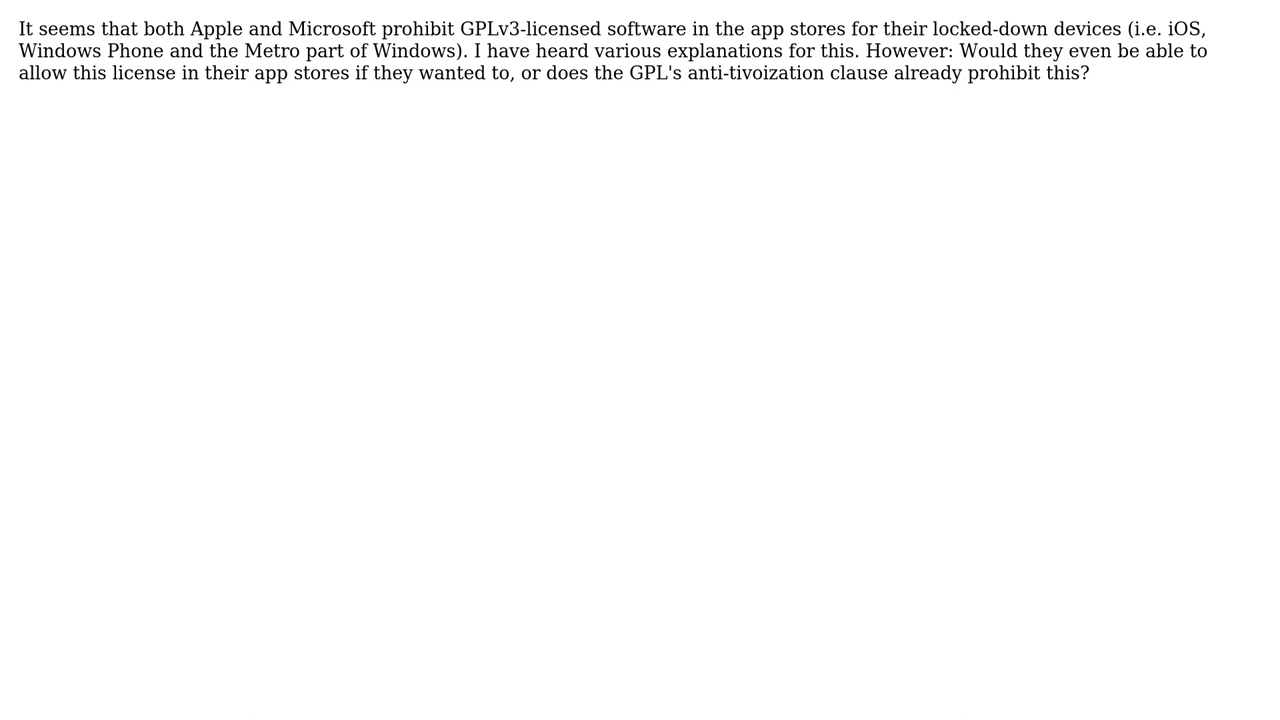 It seems that both Apple and Microsoft prohibit GPLv3-licensed software in the app stores for their locked-down devices (i.e. iOS,
Windows Phone and the Metro part of Windows). I have heard various explanations for this. However: Would they even be able to
allow this license in their app stores if they wanted to, or does the GPL's anti-tivoization clause already prohibit this?